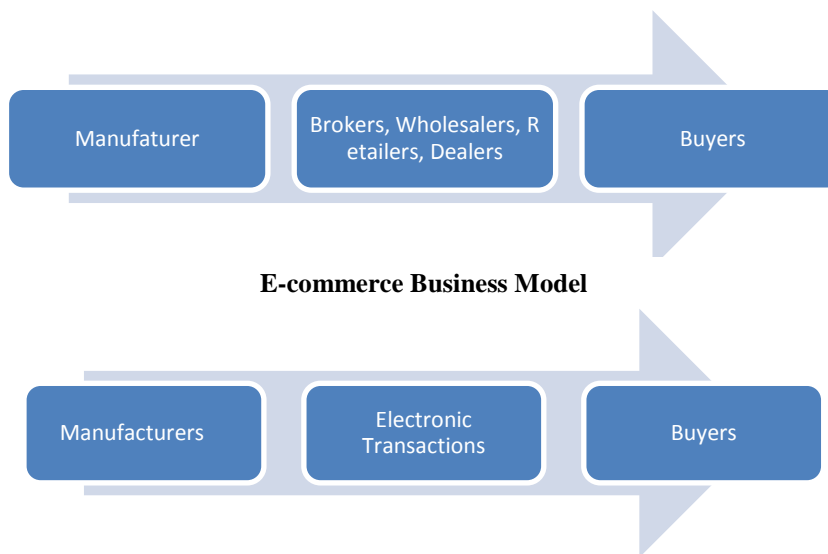 Manufaturer
Brokers, Wholesalers, R
etailers, Dealers
Buyers
E-commerce Business Model
Manufacturers
Electronic
Transactions
Buyers